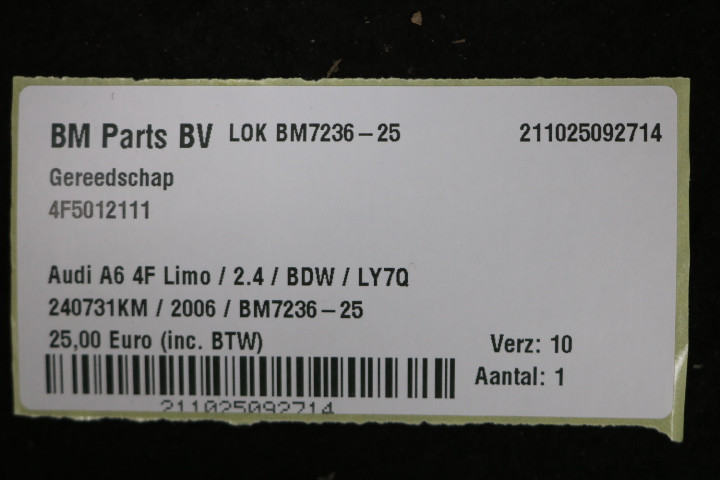 BM Parts BV LOK BM7236-25 211025092714
Gereedschap
4F5012111
Audi A6 4F Limo / 2.4 / BDW / LY7Q
240731KM / 2006 / BM7236-25
25,00 Euro (inc. BTW) Verz: 10
Aantal: 1
211025092714